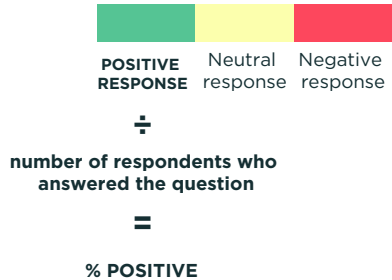 POSITIVE RESPONSE
Neutral response
Negative response
÷
number of respondents who
answered the question
=
% POSITIVE